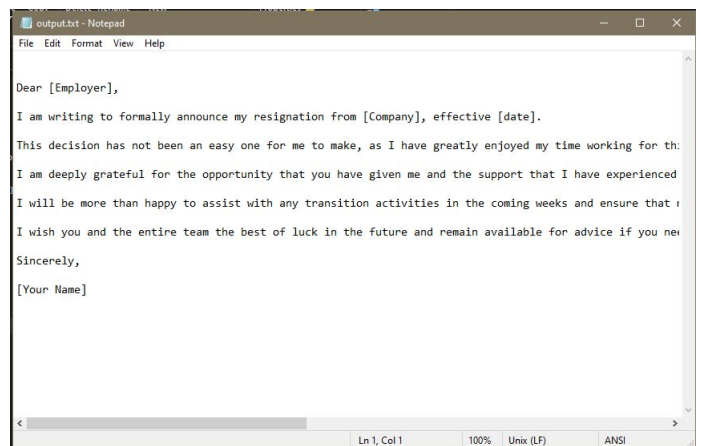 output.txt - Notepad
File Edit Format View Help
Dear [Employer],
I am writing to formally announce my resignation from [Company], effective [date].
This decision has not been an easy one for me to make, as I have greatly enjoyed my time working for
I am deeply grateful for the opportunity that you have given me and the support that I have experienced
I will be more than happy to assist with any transition activities in the coming weeks and ensure that
I wish you and the entire team the best of luck in the future and remain available for advice if you
Sincerely,
[Your Name]
Ln 1, Col 1 100% Unix (LF) ANSI